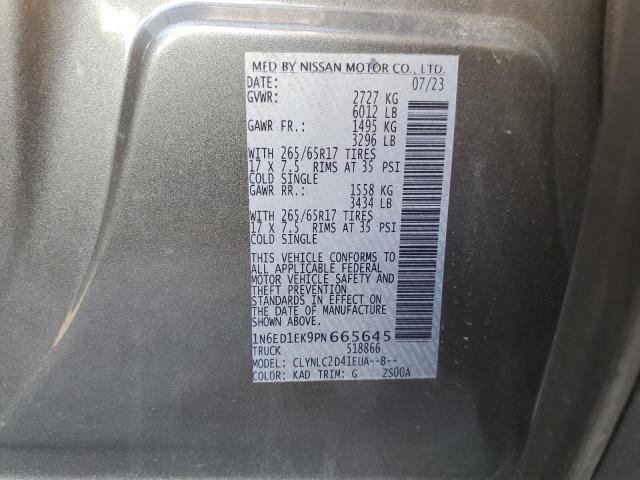 MFD BY NISSAN MOTOR CO., LTD.
DATE: 07/23
GVWR: 2727 KG
6012 LB
GAWR FR.: 1495 KG
3296 LB
WITH 265/65R17 TIRES
17 X 7.5 RIMS AT 35 PSI
COLD SINGLE
GAWR RR.: 1558 KG
3434 LB
WITH 265/65R17 TIRES
17 X 7.5 RIMS AT 35 PSI
COLD SINGLE
THIS VEHICLE CONFORMS TO
ALL APPLICABLE FEDERAL
MOTOR VEHICLE SAFETY AND
THEFT PREVENTION
STANDARDS IN EFFECT ON
THE DATE OF MANUFACTURE
SHOWN ABOVE.
1N6ED1EK9PN665645
TRUCK 518866
MODEL: CLYNLC2D41EUA--B--
COLOR: KAD TRIM: G ZS00A